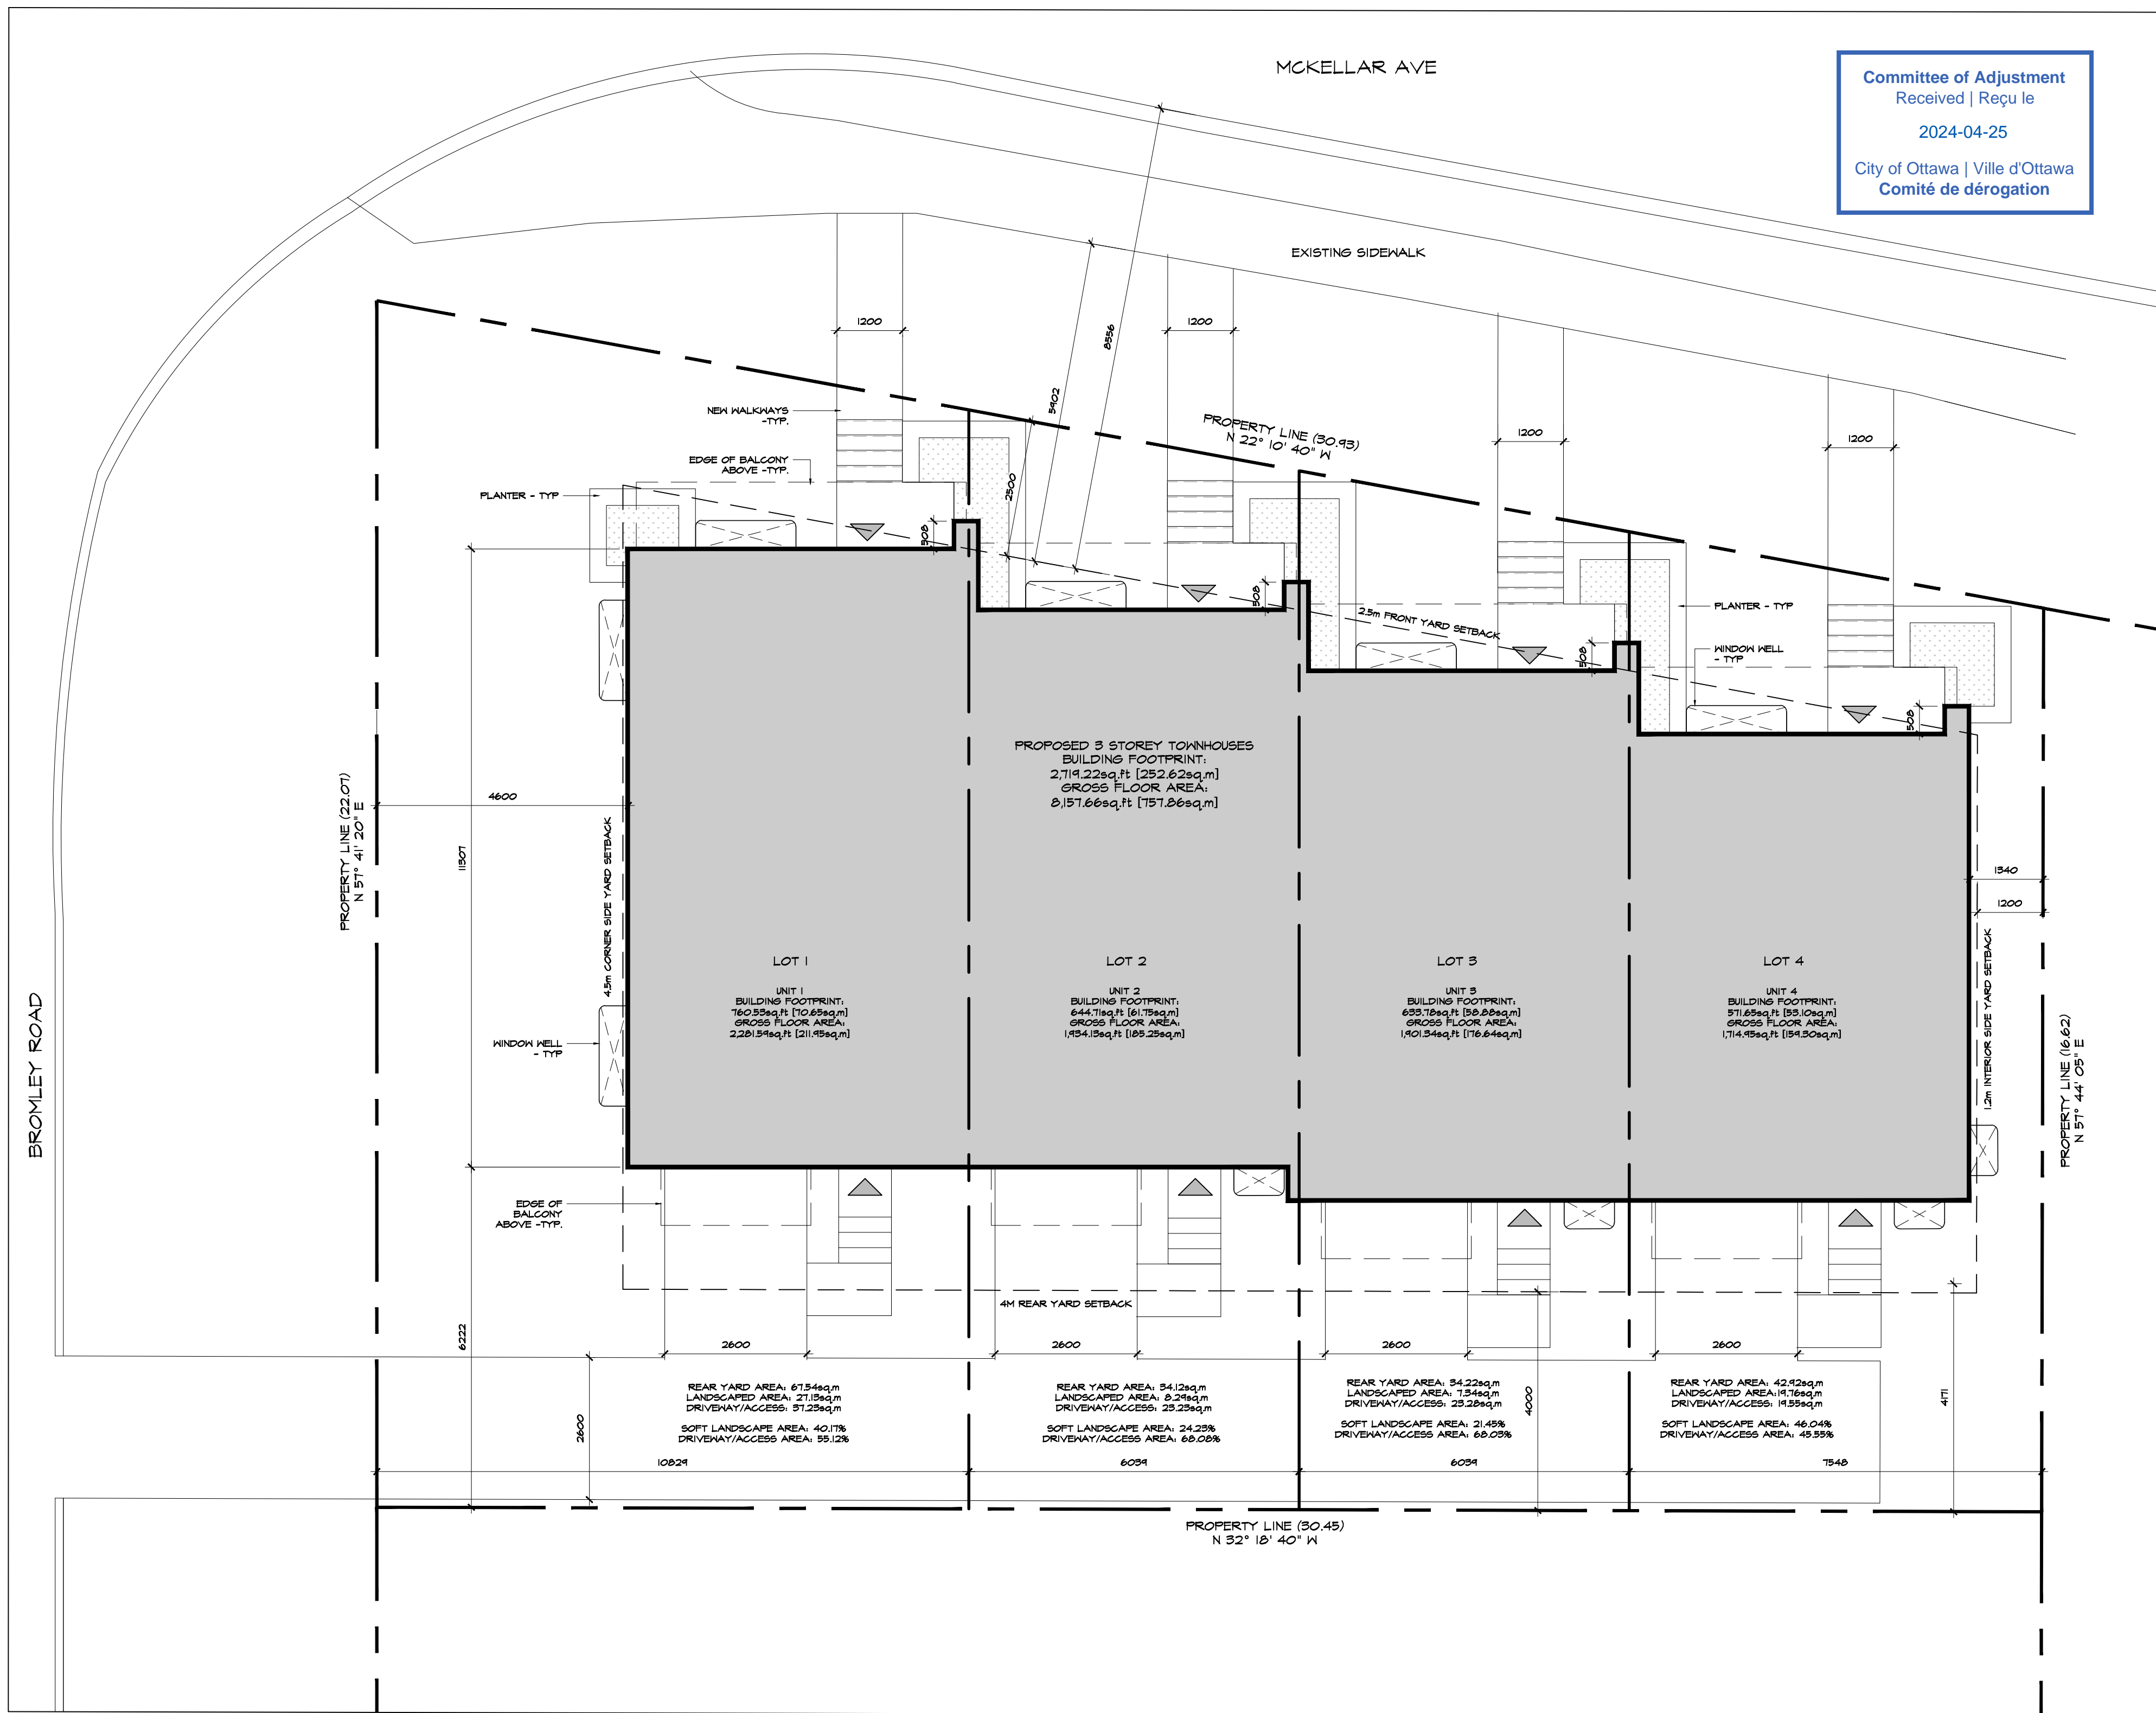 MCKELLAR AVE
Committee of Adjustment
Received | Reçu le
2024-04-25
City of Ottawa | Ville d'Ottawa
Comité de dérogation
EXISTING SIDEWALK
1200
1200
8556
5902
NEW WALKWAYS
-TYP.
PROPERTY LINE (30.93)
N 22° 10' 40" W
1200
1200
EDGE OF BALCONY
ABOVE -TYP.
2500
PLANTER - TYP
508
508
2.5m FRONT YARD SETBACK
508
PLANTER - TYP
WINDOW WELL
- TYP
508
PROPOSED 3 STOREY TOWNHOUSES
BUILDING FOOTPRINT:
2,719.22sq.ft [252.62sq.m]
GROSS FLOOR AREA:
8,157.66sq.ft [757.86sq.m]
PROPERTY LINE (22.07)
N 57° 41' 20" E
4600
11307
4.5m CORNER SIDE YARD SETBACK
1340
1200
1.2m INTERIOR SIDE YARD SETBACK
PROPERTY LINE (16.62)
N 57° 44' 05" E
BROMLEY ROAD
LOT 1
UNIT 1
BUILDING FOOTPRINT:
760.53sq.ft [70.65sq.m]
GROSS FLOOR AREA:
2,281.59sq.ft [211.95sq.m]
LOT 2
UNIT 2
BUILDING FOOTPRINT:
644.71sq.ft [61.75sq.m]
GROSS FLOOR AREA:
1,934.13sq.ft [185.25sq.m]
LOT 3
UNIT 3
BUILDING FOOTPRINT:
633.78sq.ft [58.88sq.m]
GROSS FLOOR AREA:
1,901.34sq.ft [176.64sq.m]
LOT 4
UNIT 4
BUILDING FOOTPRINT:
571.65sq.ft [53.10sq.m]
GROSS FLOOR AREA:
1,714.95sq.ft [159.30sq.m]
WINDOW WELL
- TYP
EDGE OF
BALCONY
ABOVE -TYP.
4M REAR YARD SETBACK
6222
2600
2600
2600
2600
2600
REAR YARD AREA: 67.54sq.m
LANDSCAPED AREA: 27.13sq.m
DRIVEWAY/ACCESS: 37.23sq.m
SOFT LANDSCAPE AREA: 40.17%
DRIVEWAY/ACCESS AREA: 55.12%
REAR YARD AREA: 34.12sq.m
LANDSCAPED AREA: 8.29sq.m
DRIVEWAY/ACCESS: 23.23sq.m
SOFT LANDSCAPE AREA: 24.23%
DRIVEWAY/ACCESS AREA: 68.08%
REAR YARD AREA: 34.22sq.m
LANDSCAPED AREA: 7.34sq.m
DRIVEWAY/ACCESS: 23.28sq.m
SOFT LANDSCAPE AREA: 21.45%
DRIVEWAY/ACCESS AREA: 68.03%
4000
REAR YARD AREA: 42.92sq.m
LANDSCAPED AREA:19.76sq.m
DRIVEWAY/ACCESS: 19.55sq.m
SOFT LANDSCAPE AREA: 46.04%
DRIVEWAY/ACCESS AREA: 45.55%
4171
10829
6039
6039
7548
PROPERTY LINE (30.45)
N 32° 18' 40" W